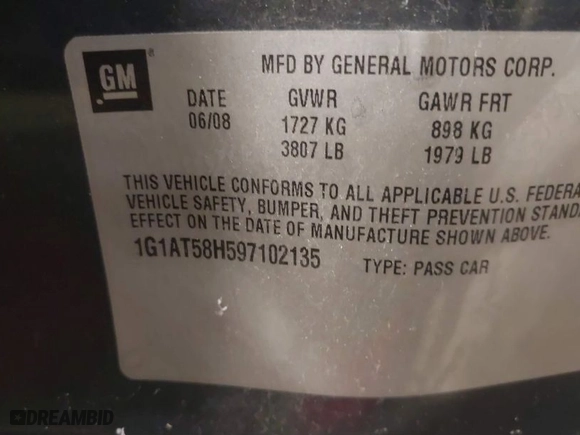 GM
MFD BY GENERAL MOTORS CORP.
DATE GVWR GAWR FRT
06/08 1727 KG 898 KG
3807 LB 1979 LB
THIS VEHICLE CONFORMS TO ALL APPLICABLE U.S. FEDERA
VEHICLE SAFETY, BUMPER, AND THEFT PREVENTION STAND
EFFECT ON THE DATE OF MANUFACTURE SHOWN ABOVE.
1G1AT58H597102135 TYPE: PASS CAR
DREAMBID